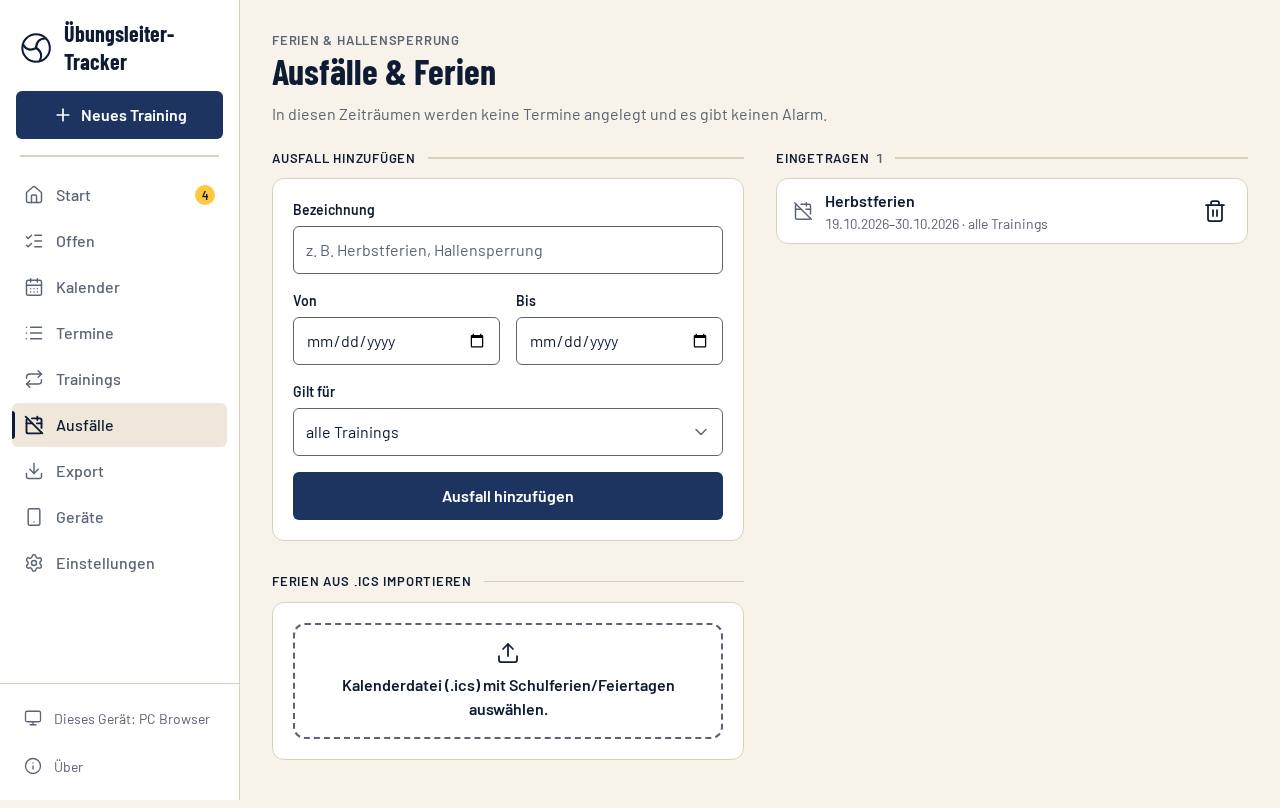 Übungsleiter-
Tracker
Neues Training
Start 4
Offen
Kalender
Termine
Trainings
Ausfälle
Export
Geräte
Einstellungen
Dieses Gerät: PC Browser
Über
FERIEN & HALLENSPERRUNG
Ausfälle & Ferien
In diesen Zeiträumen werden keine Termine angelegt und es gibt keinen Alarm.
AUSFALL HINZUFÜGEN
Bezeichnung
z. B. Herbstferien, Hallensperrung
Von Bis
mm/dd/yyyy mm/dd/yyyy
Gilt für
alle Trainings
Ausfall hinzufügen
FERIEN AUS .ICS IMPORTIEREN
Kalenderdatei (.ics) mit Schulferien/Feiertagen
auswählen.
EINGETRAGEN 1
Herbstferien
19.10.2026–30.10.2026 · alle Trainings